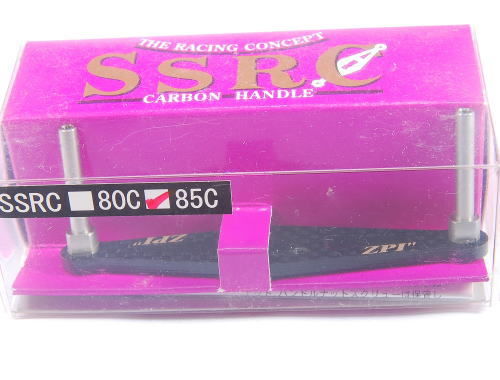 THE RACING CONCEPT
SSRC
CARBON HANDLE
SSRC 80C 85C
"ZPI"
ZPI"